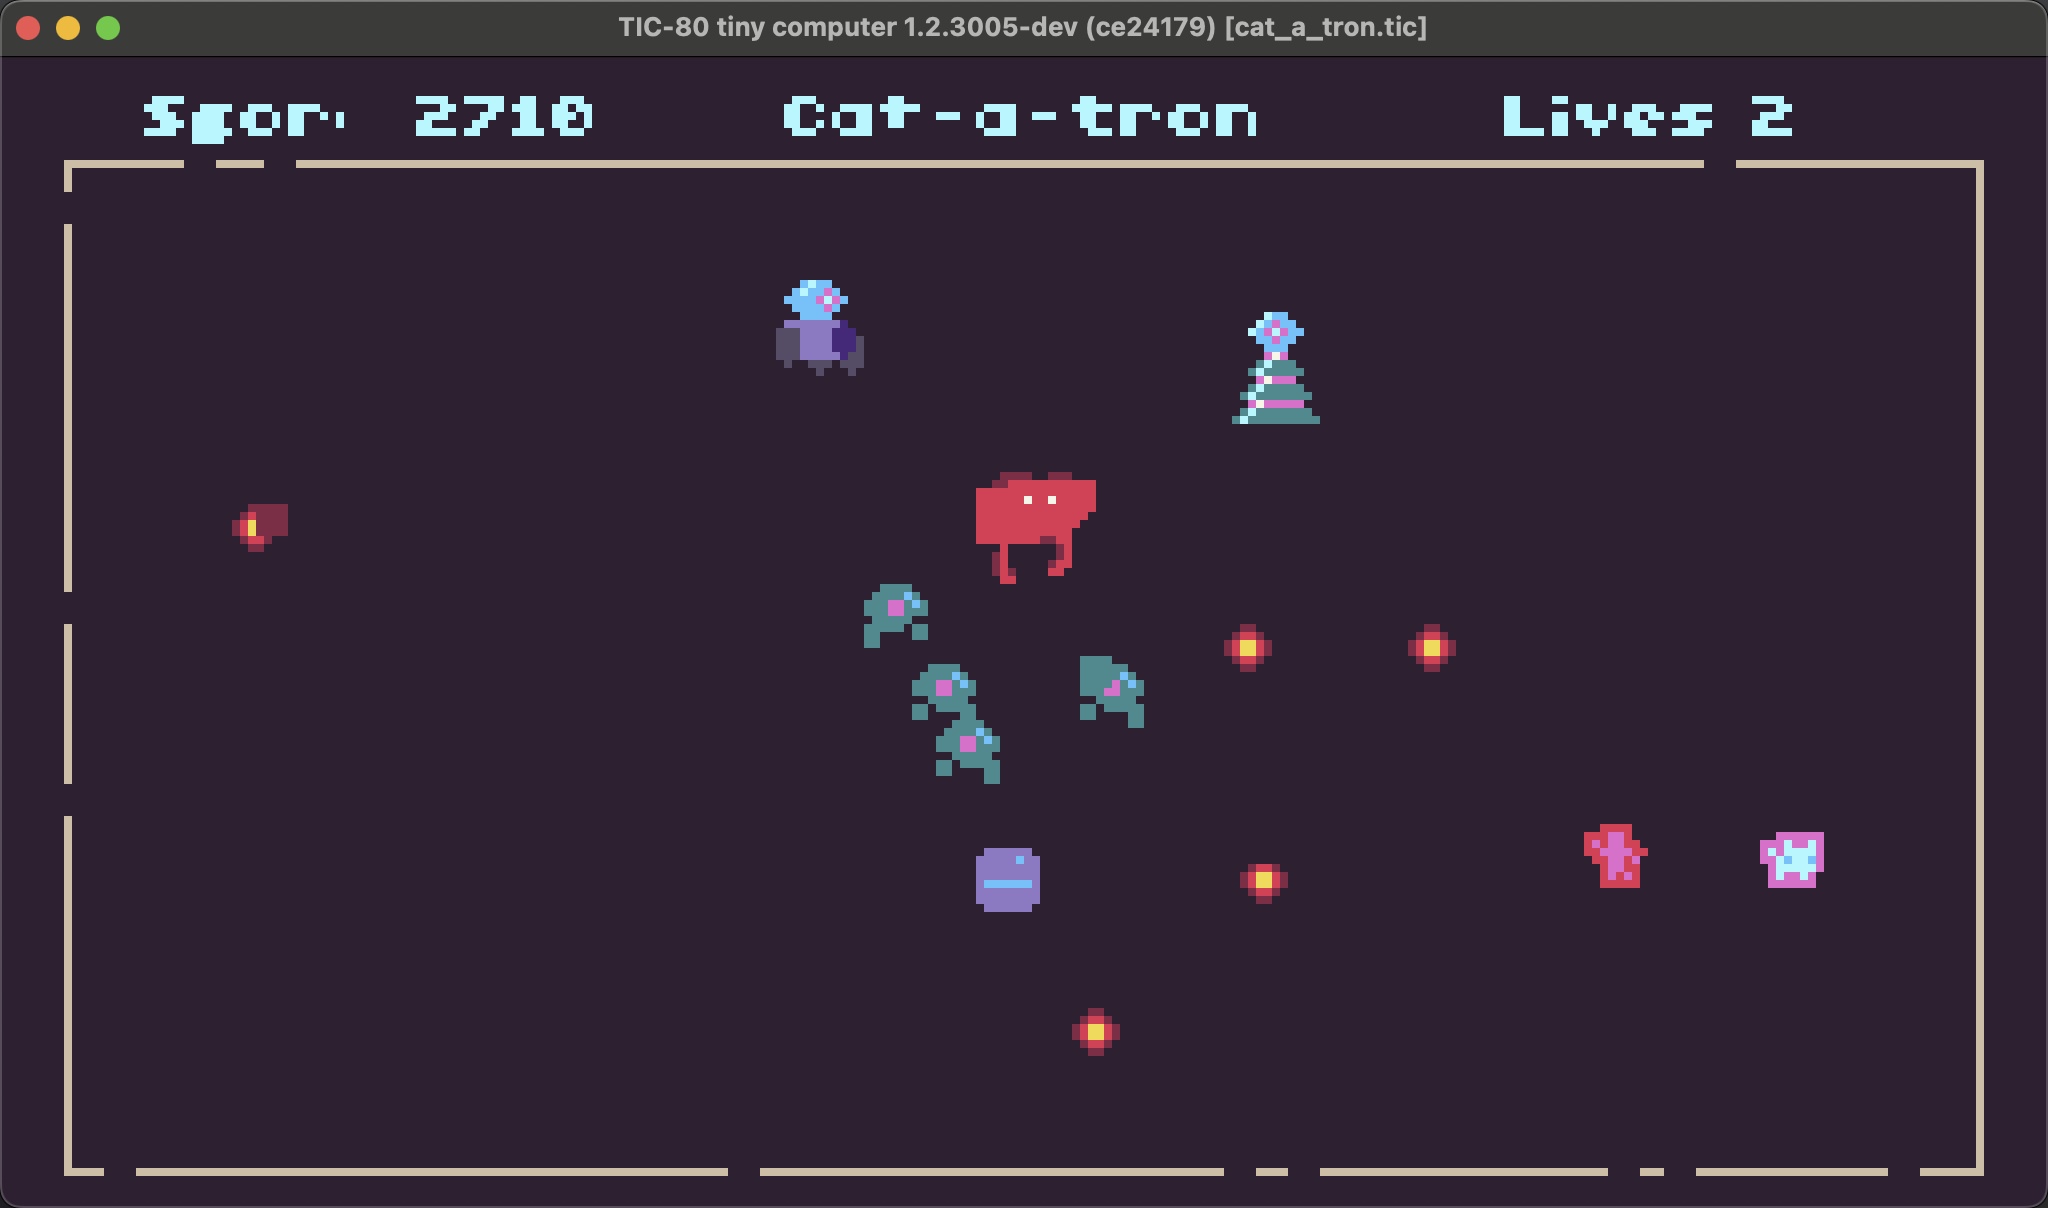 TIC-80 tiny computer 1.2.3005-dev (ce24179) [cat_a_tron.tic]
2710 Cat-a-tron Lives 2